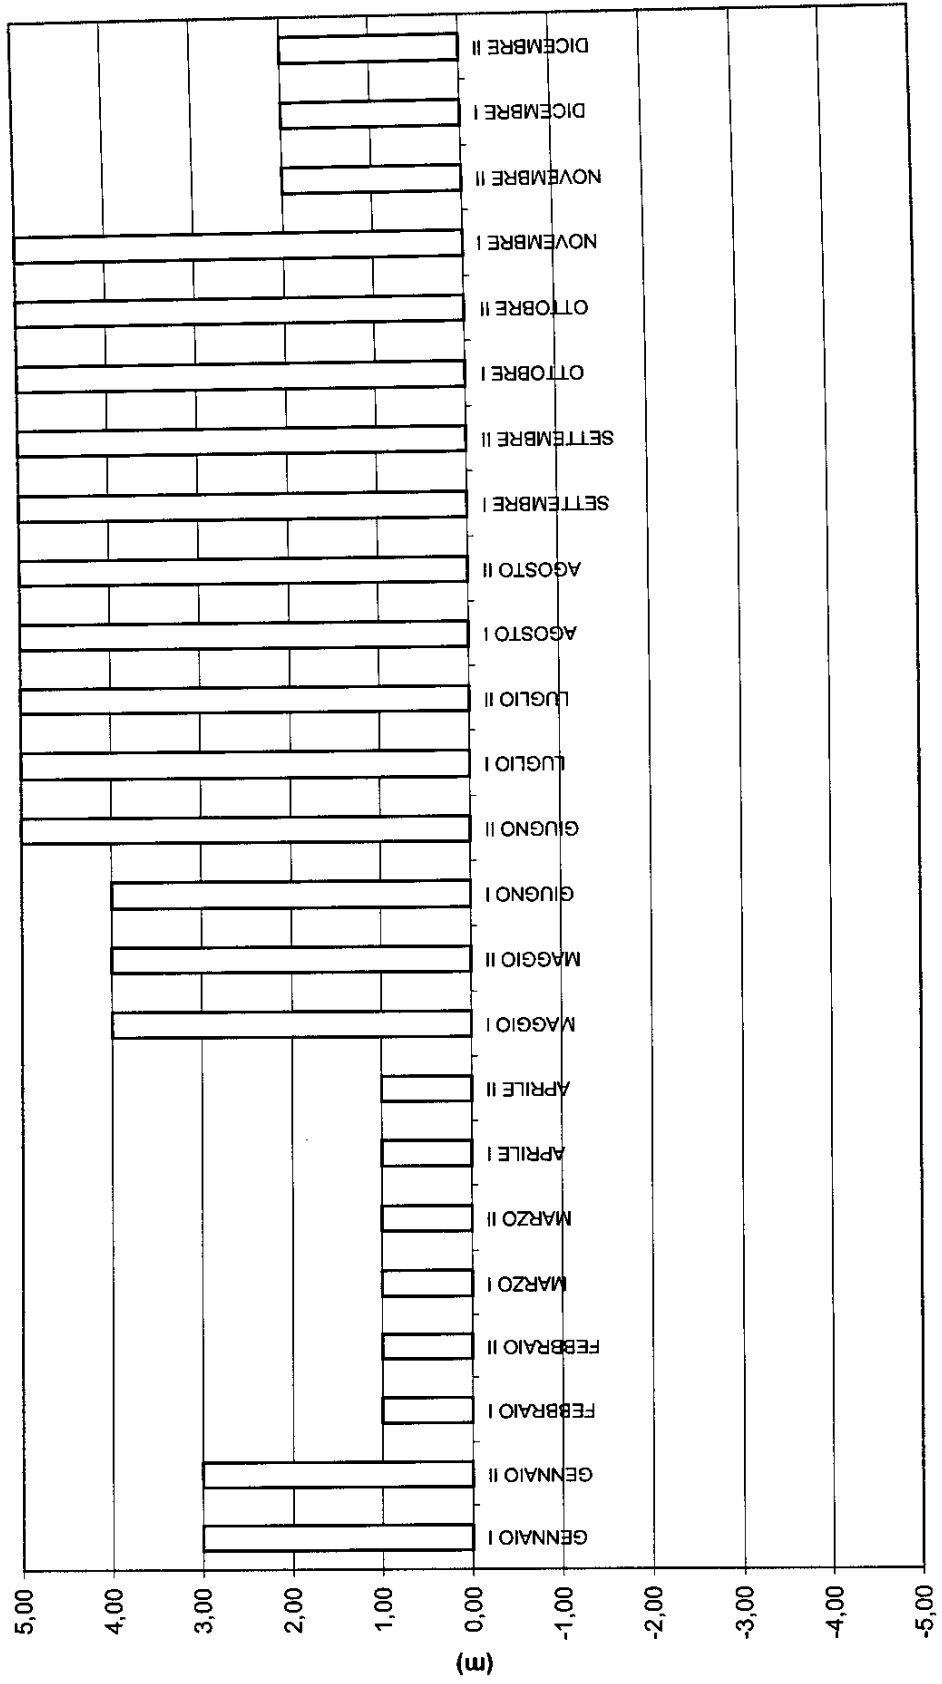 (m)
5,00
4,00
3,00
2,00
1,00
0,00
-1,00
-2,00
-3,00
-4,00
-5,00
GENNAIO I
GENNAIO II
FEBBRAIO I
FEBBRAIO II
MARZO I
MARZO II
APRILE I
APRILE II
MAGGIO I
MAGGIO II
GIUGNO I
GIUGNO II
LUGLIO I
LUGLIO II
AGOSTO I
AGOSTO II
SETTEMBRE I
SETTEMBRE II
OTTOBRE I
OTTOBRE II
NOVEMBRE I
NOVEMBRE II
DICEMBRE I
DICEMBRE II